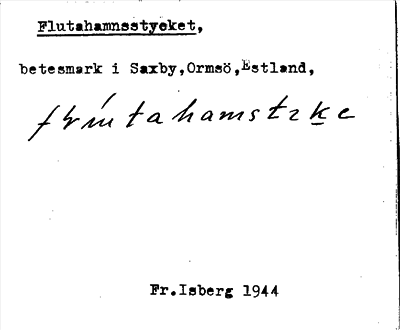 Flutahamnsstycket,
betesmark i Saxby,Ormsö,Estland,
Fr.Isberg 1944